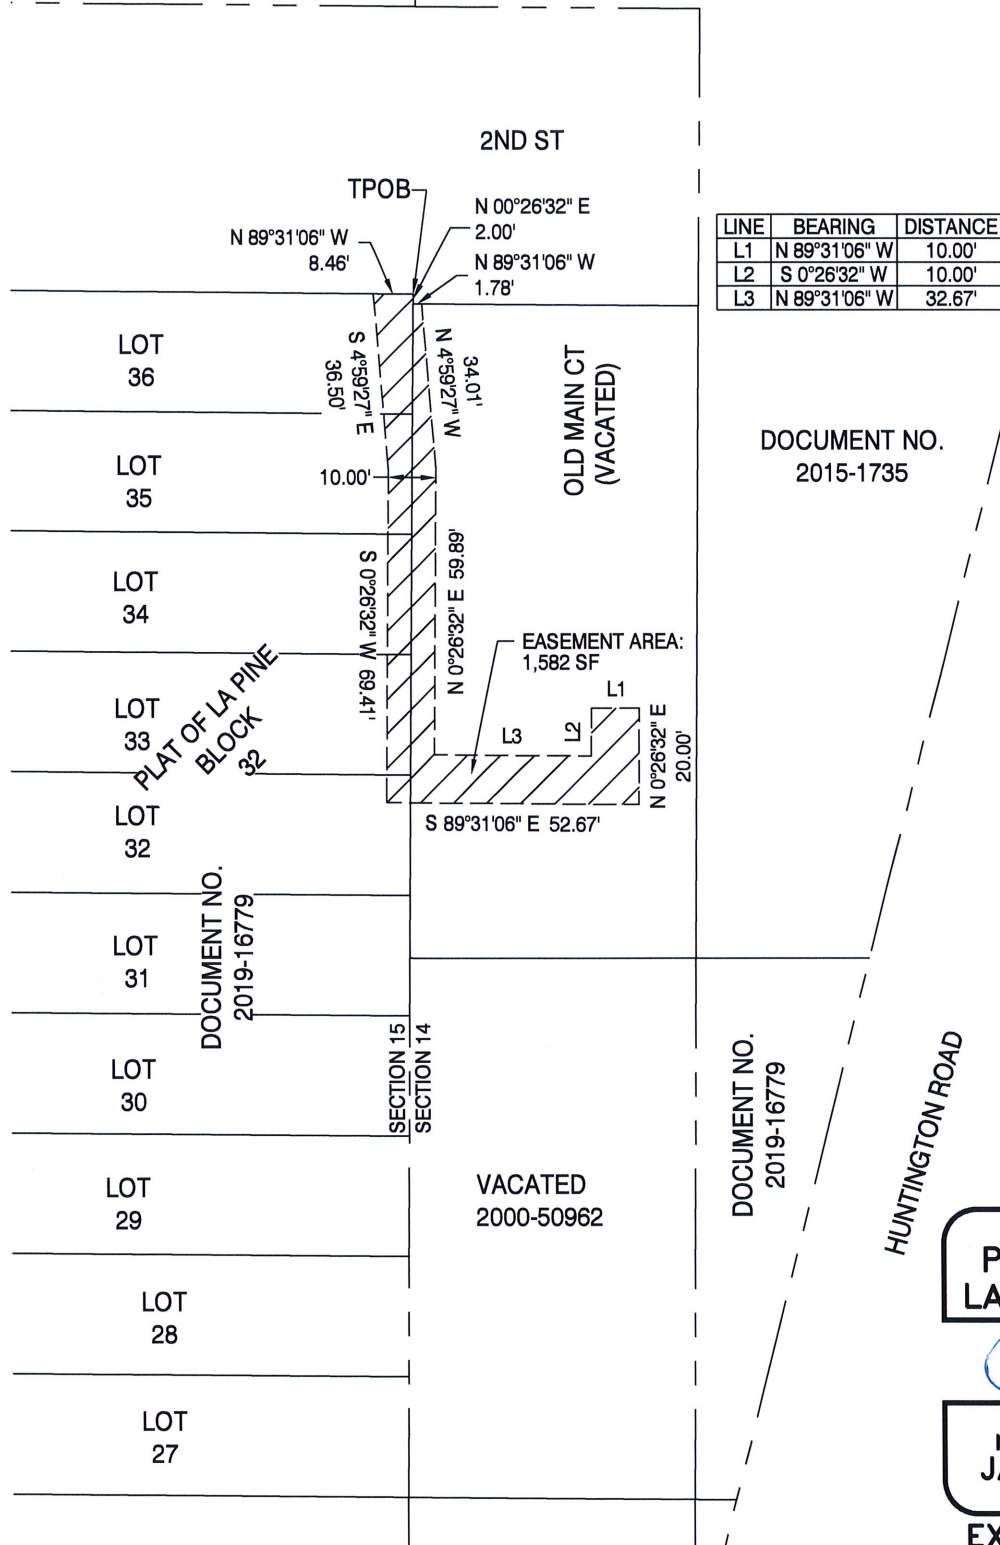 2ND ST
TPOB
N 00°26'32" E
2.00'
N 89°31'06" W
8.46'
N 89°31'06" W
1.78'
LINE BEARING DISTANCE
L1 N 89°31'06" W 10.00'
L2 S 0°26'32" W 10.00'
L3 N 89°31'06" W 32.67'
LOT
36
S 4°59'27" E
36.50'
N 4°59'27" W
34.01'
OLD MAIN CT
(VACATED)
DOCUMENT NO.
2015-1735
LOT
35
10.00'
LOT
34
S 0°26'32" W 69.41'
N 0°26'32" E 59.89'
EASEMENT AREA:
1,582 SF
LOT
33
PLAT OF LA PINE
BLOCK
32
L1
L2
L3
N 0°26'32" E
20.00'
S 89°31'06" E 52.67'
LOT
32
DOCUMENT NO.
2019-16779
LOT
31
SECTION 15
SECTION 14
LOT
30
DOCUMENT NO.
2019-16779
HUNTINGTON ROAD
LOT
29
VACATED
2000-50962
P
LA
LOT
28
LOT
27
JA
EX